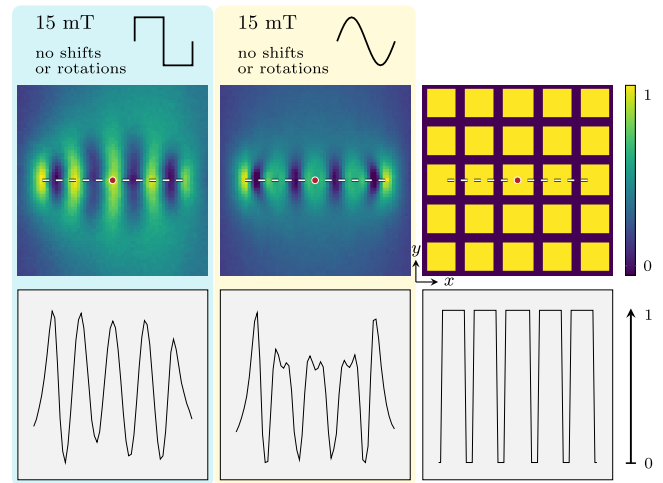 15 mT
no shifts
or rotations
15 mT
no shifts
or rotations
1
0
y
x
1
0